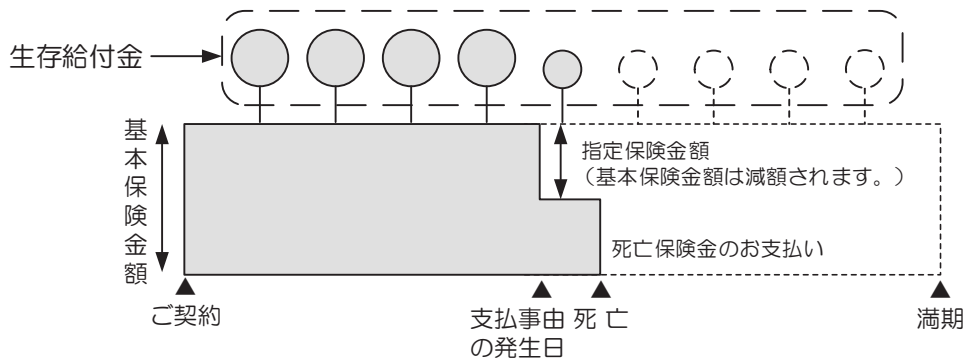 生存給付金
基本保険金額
指定保険金額
（基本保険金額は減額されます。）
死亡保険金のお支払い
ご契約
支払事由
の発生日
死 亡
満期